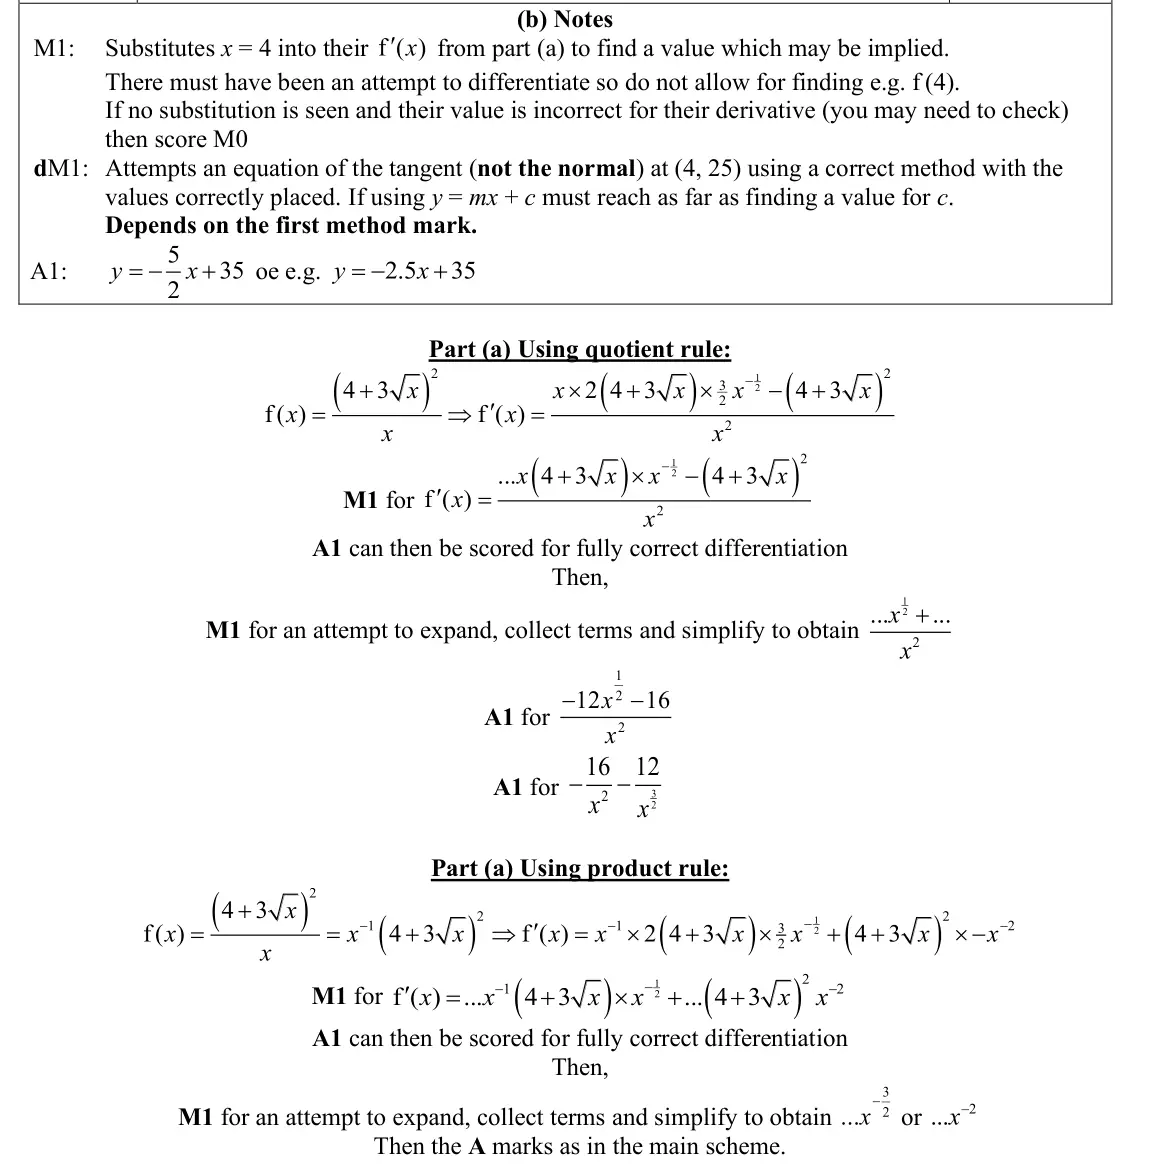 (b) Notes
M1: Substitutes x = 4 into their f′(x) from part (a) to find a value which may be implied.
There must have been an attempt to differentiate so do not allow for finding e.g. f(4).
If no substitution is seen and their value is incorrect for their derivative (you may need to check)
then score M0
dM1: Attempts an equation of the tangent (not the normal) at (4, 25) using a correct method with the
values correctly placed. If using y = mx + c must reach as far as finding a value for c.
Depends on the first method mark.
A1: y = −5/2 x + 35 oe e.g. y = −2.5x + 35
Part (a) Using quotient rule:
f(x) = (4 + 3√x)² / x ⇒ f′(x) = (x × 2(4 + 3√x) × 3/2 x^(−1/2) − (4 + 3√x)²) / x²
M1 for f′(x) = (...x(4 + 3√x) × x^(−1/2) − (4 + 3√x)²) / x²
A1 can then be scored for fully correct differentiation
Then,
M1 for an attempt to expand, collect terms and simplify to obtain (...x^(1/2) + ...) / x²
A1 for (−12x^(1/2) − 16) / x²
A1 for −16/x² − 12/x^(3/2)
Part (a) Using product rule:
f(x) = (4 + 3√x)² / x = x⁻¹(4 + 3√x)² ⇒ f′(x) = x⁻¹ × 2(4 + 3√x) × 3/2 x^(−1/2) + (4 + 3√x)² × −x⁻²
M1 for f′(x) = ...x⁻¹(4 + 3√x) × x^(−1/2) + ...(4 + 3√x)² x⁻²
A1 can then be scored for fully correct differentiation
Then,
M1 for an attempt to expand, collect terms and simplify to obtain ...x^(−3/2) or ...x⁻²
Then the A marks as in the main scheme.